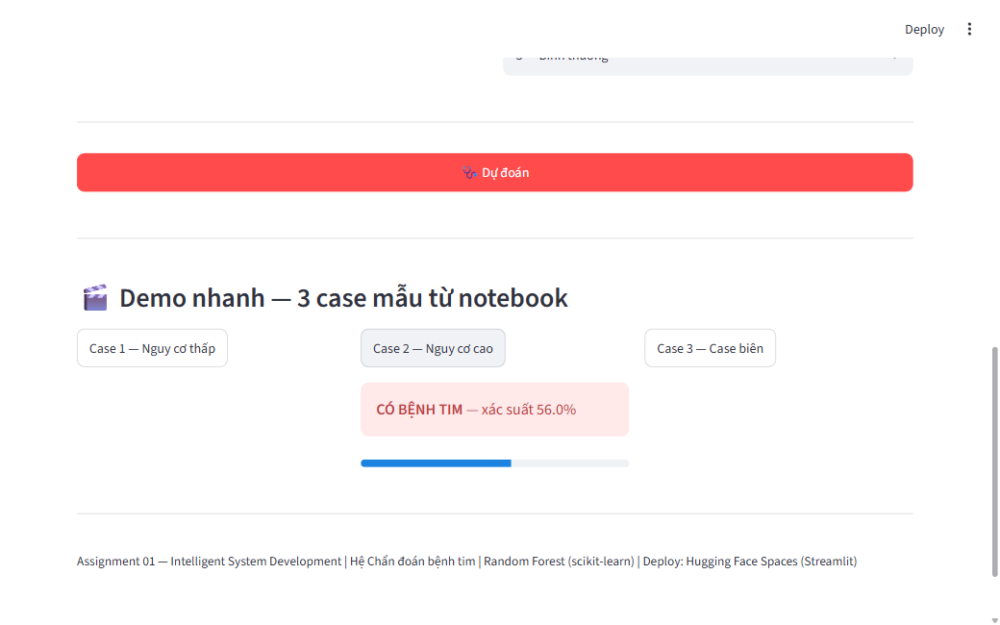 Deploy
Dự đoán
Demo nhanh — 3 case mẫu từ notebook
Case 1 — Nguy cơ thấp
Case 2 — Nguy cơ cao
Case 3 — Case biên
CÓ BỆNH TIM — xác suất 56.0%
Assignment 01 — Intelligent System Development | Hệ Chẩn đoán bệnh tim | Random Forest (scikit-learn) | Deploy: Hugging Face Spaces (Streamlit)